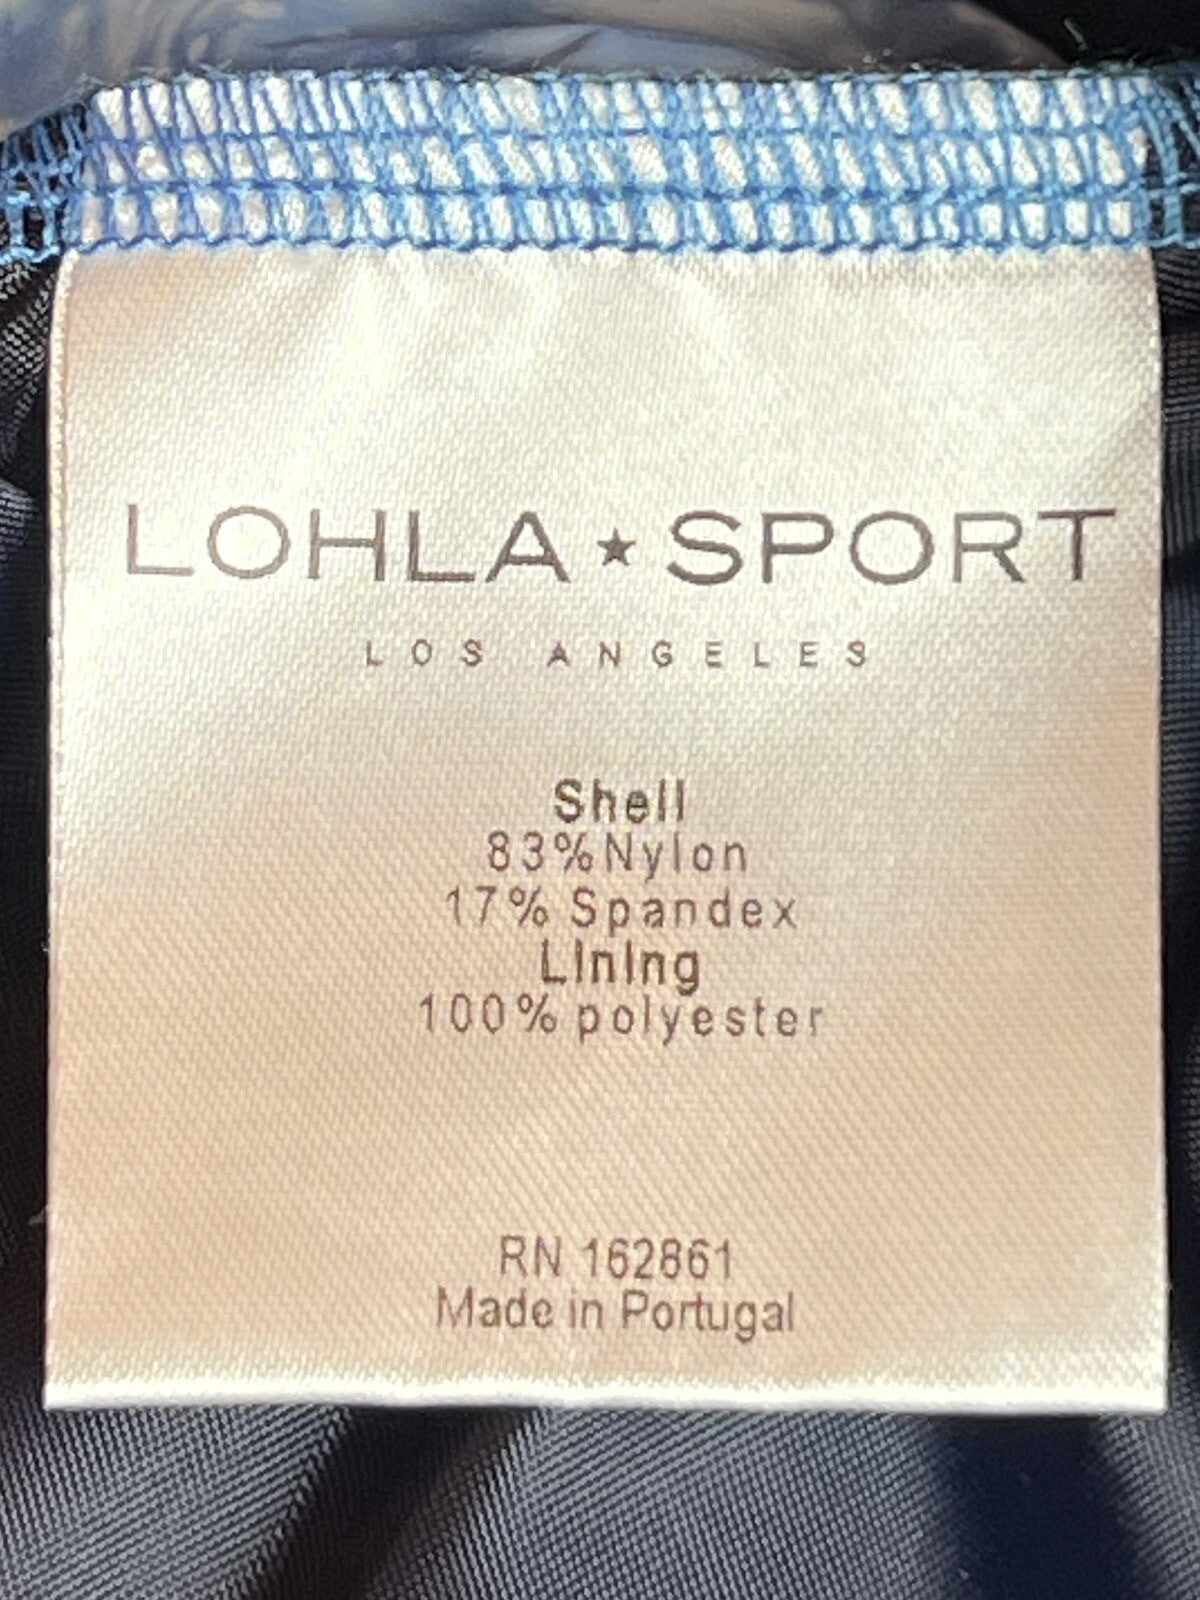 LOHLA★SPORT
LOS ANGELES
Shell
83%Nylon
17% Spandex
Lining
100% polyester
RN 162861
Made in Portugal